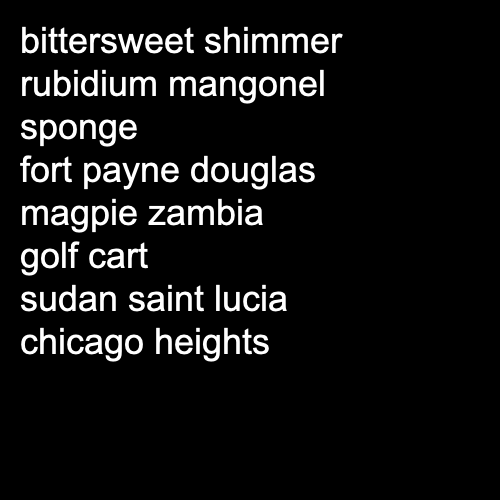 bittersweet shimmer
rubidium mangonel
sponge
fort payne douglas
magpie zambia
golf cart
sudan saint lucia
chicago heights